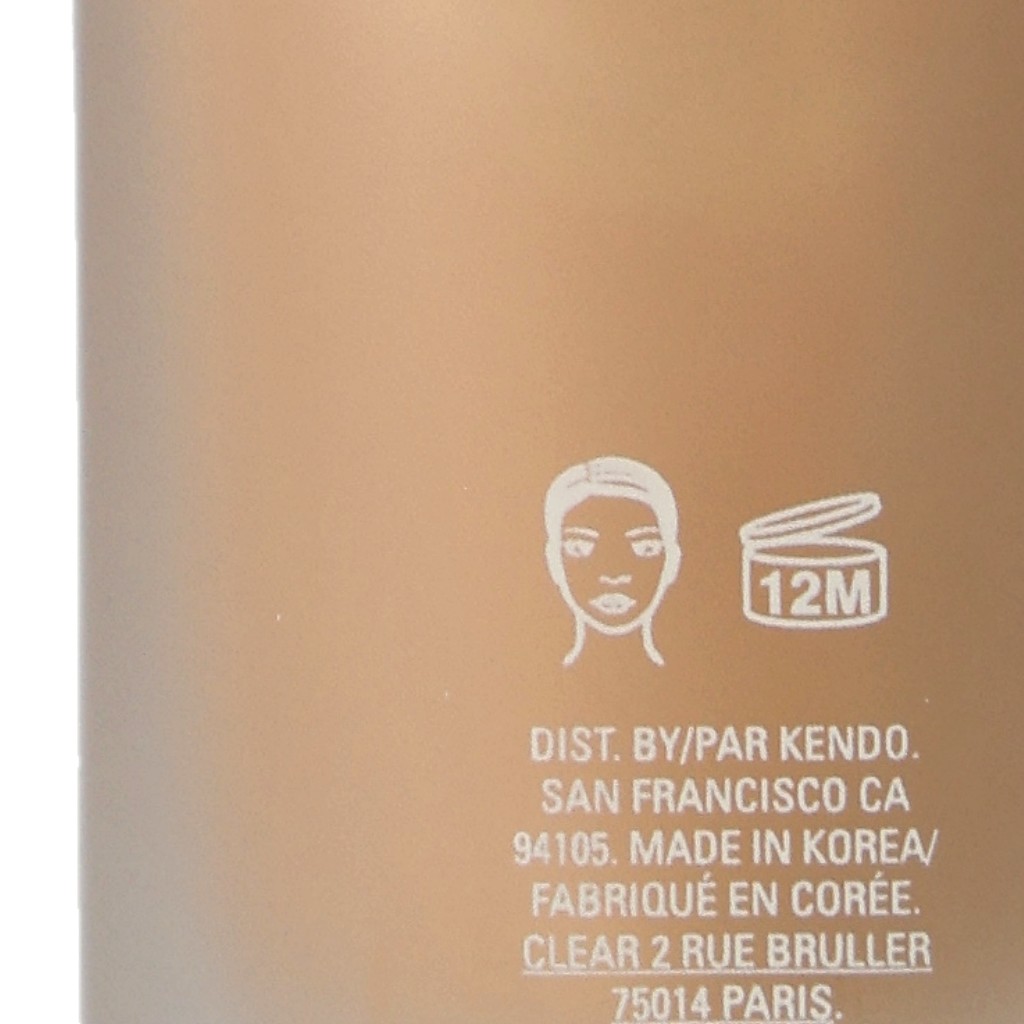 12M
DIST. BY/PAR KENDO.
SAN FRANCISCO CA
94105. MADE IN KOREA/
FABRIQUÉ EN CORÉE.
CLEAR 2 RUE BRULLER
75014 PARIS.